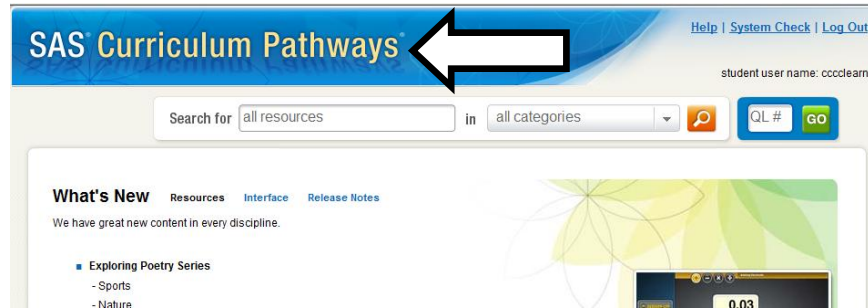 SAS® Curriculum Pathways®
Help | System Check | Log Out
student user name: cccclearn
Search for all resources in all categories QL # GO
What's New Resources Interface Release Notes
We have great new content in every discipline.
Exploring Poetry Series
- Sports
- Nature
0.03